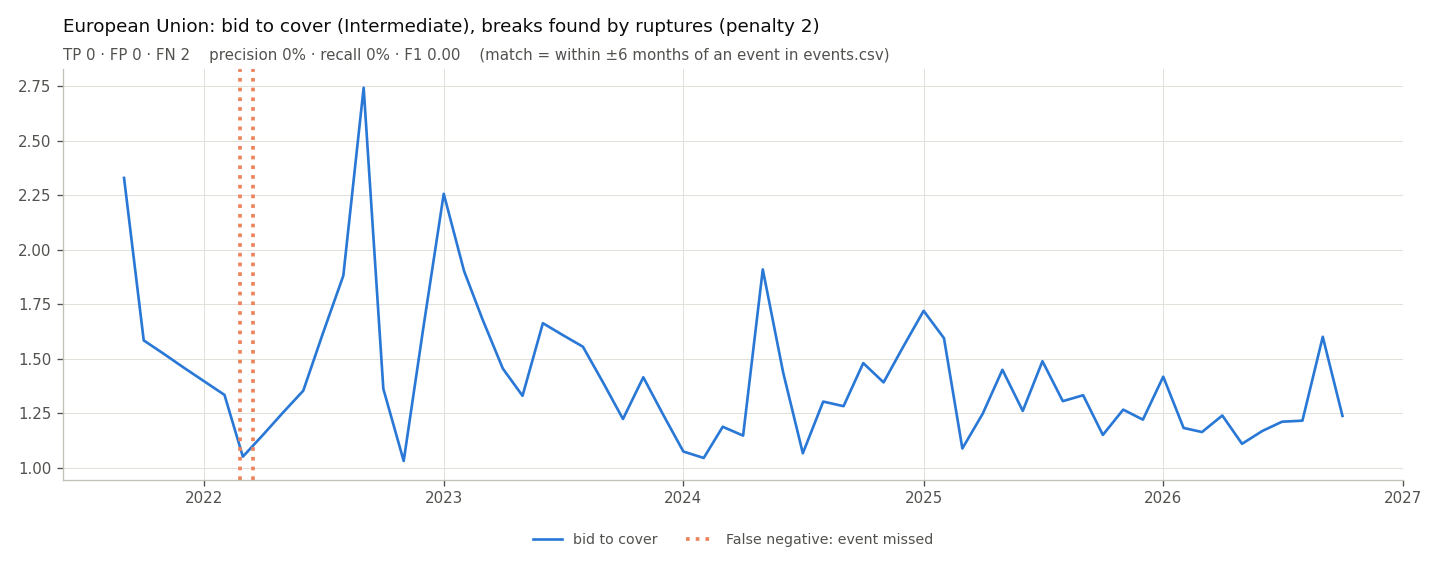 European Union: bid to cover (Intermediate), breaks found by ruptures (penalty 2)
TP 0 · FP 0 · FN 2    precision 0% · recall 0% · F1 0.00    (match = within ±6 months of an event in events.csv)
2.75
2.50
2.25
2.00
1.75
1.50
1.25
1.00
2022 2023 2024 2025 2026 2027
bid to cover    False negative: event missed